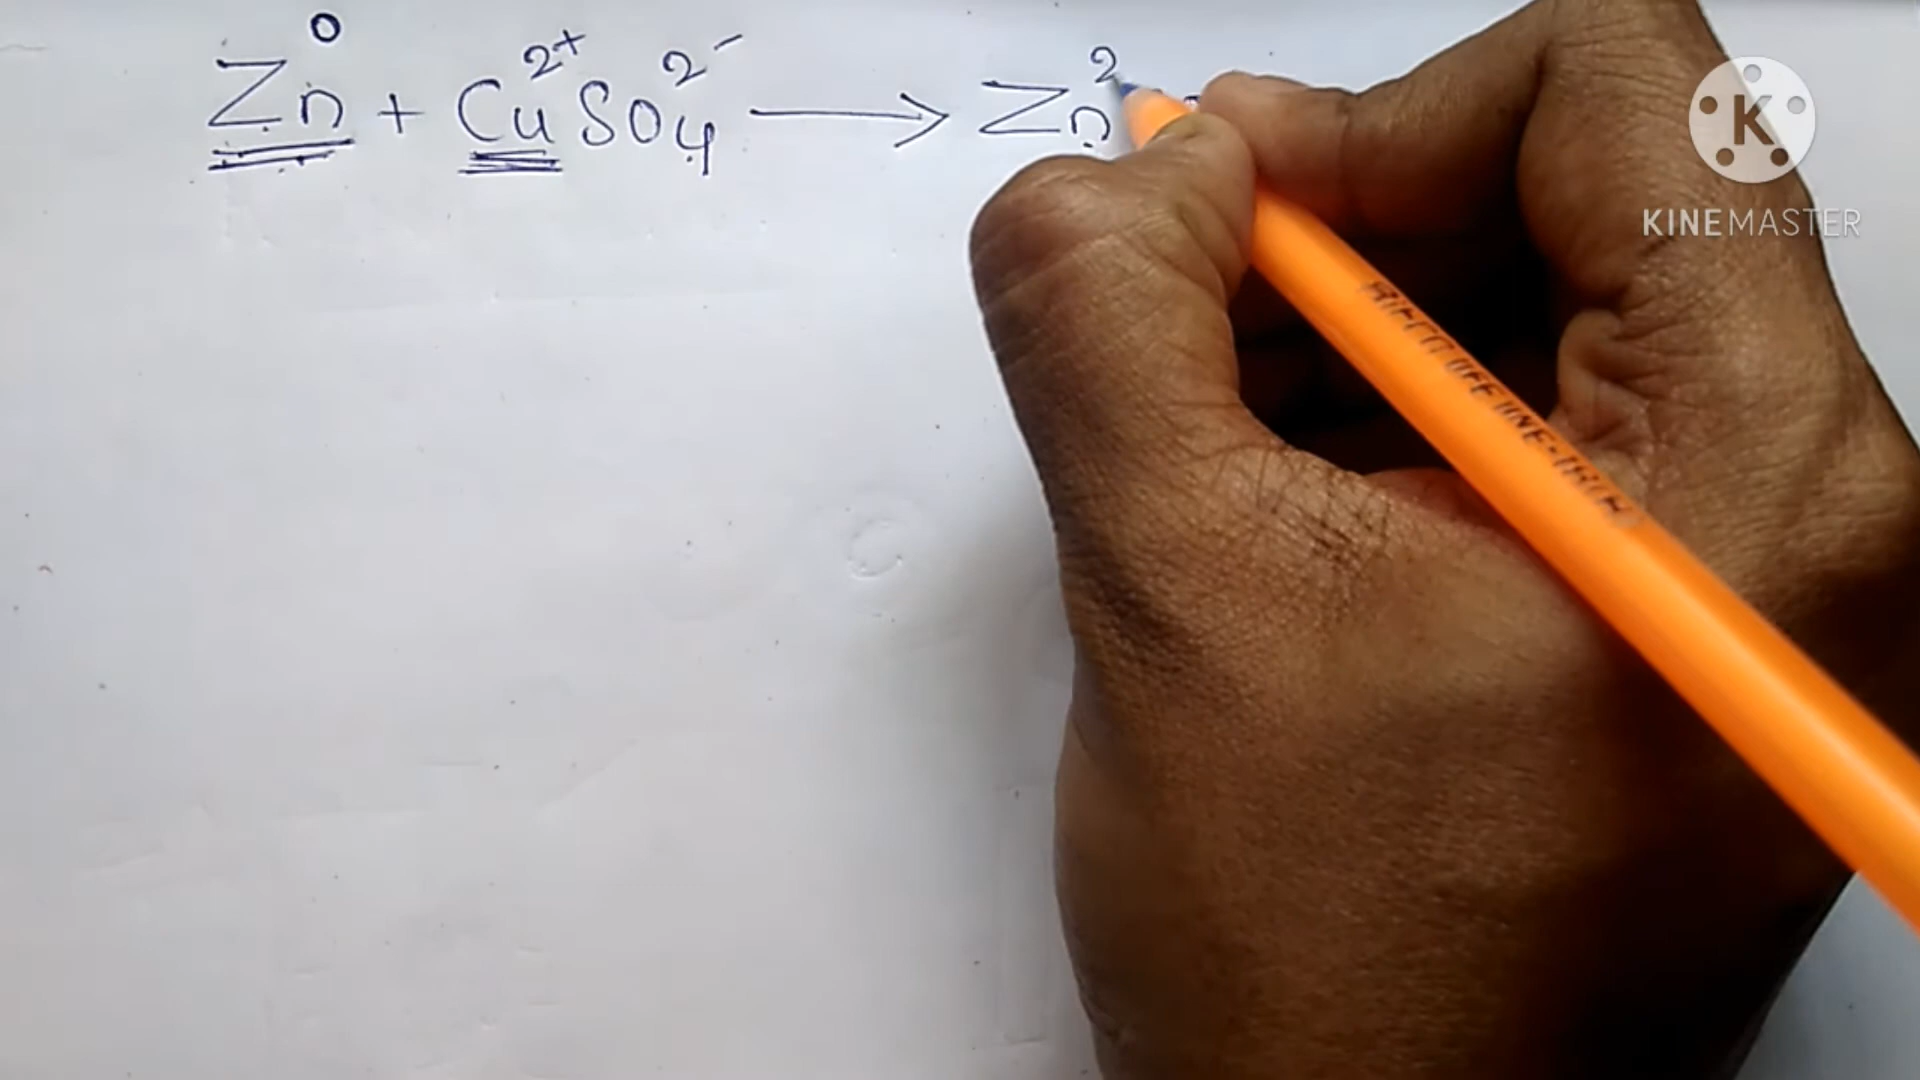 Zn⁰ + Cu²⁺SO₄²⁻ ⟶ Zn²
K
KINEMASTER